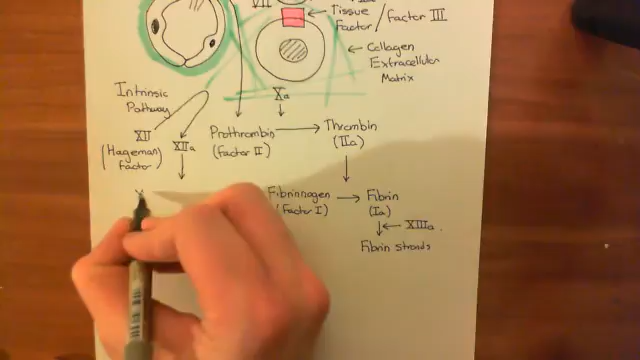 VII
Tissue
Factor / Factor III
Collagen
Extracellular
Matrix
Intrinsic
Pathway
Xa
XII
(Hageman)
Factor
XIIa
Prothrombin
(Factor II)
Thrombin
(IIa)
Fibrinnogen
(Factor I)
Fibrin
(Ia)
XIIIa
Fibrin strands